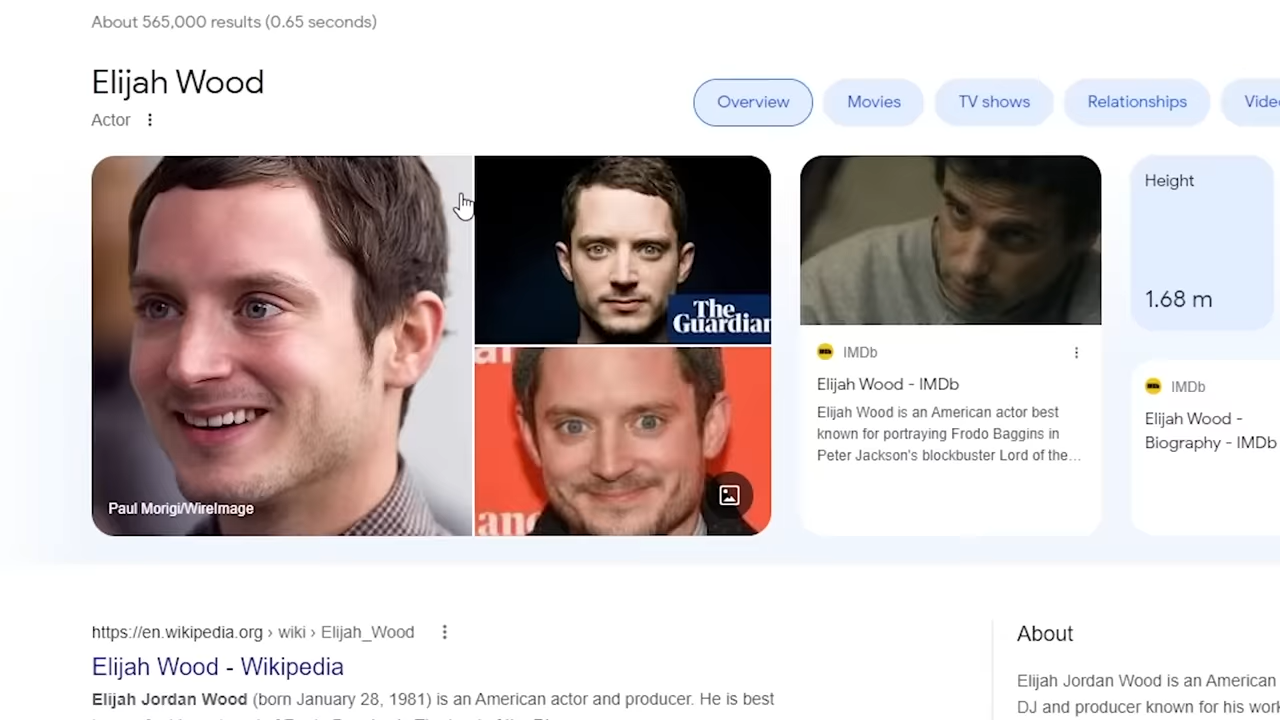 About 565,000 results (0.65 seconds)
Elijah Wood
Actor
Overview
Movies
TV shows
Relationships
Paul Morigi/WireImage
The
Guardian
IMDb
Elijah Wood - IMDb
Elijah Wood is an American actor best
known for portraying Frodo Baggins in
Peter Jackson's blockbuster Lord of the...
Height
1.68 m
IMDb
Elijah Wood -
Biography - IMDb
https://en.wikipedia.org › wiki › Elijah_Wood
Elijah Wood - Wikipedia
Elijah Jordan Wood (born January 28, 1981) is an American actor and producer. He is best
About
Elijah Jordan Wood is an American
DJ and producer known for his work